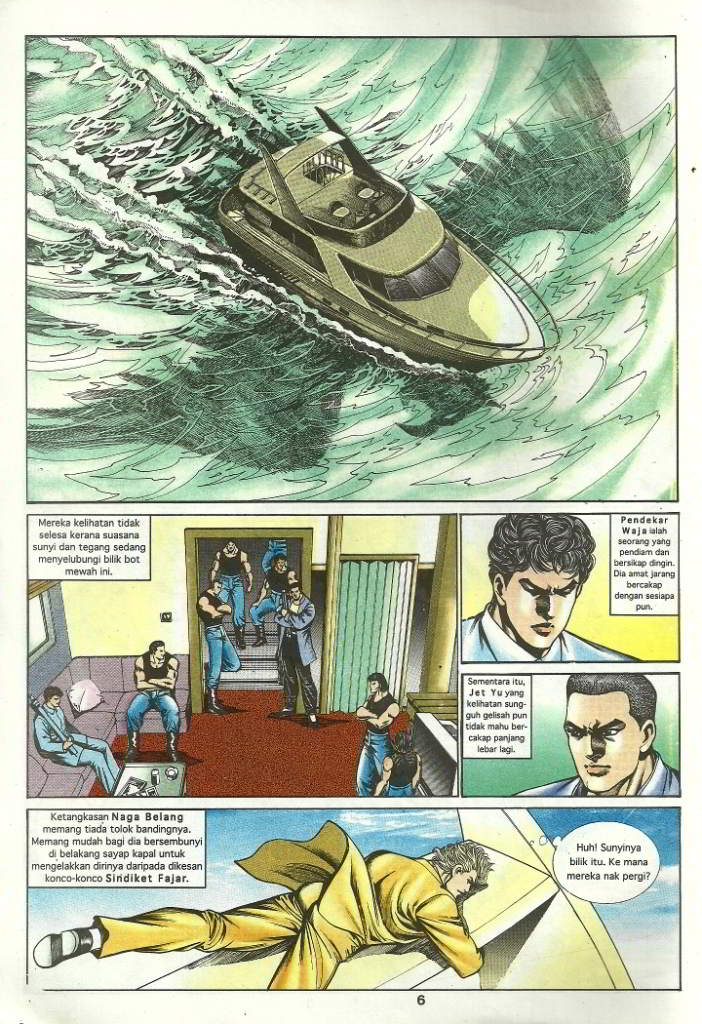 Mereka kelihatan tidak
selesa kerana suasana
sunyi dan tegang sedang
menyelubungi bilik bot
mewah ini.
Pendekar
Waja ialah
seorang yang
pendiam dan
bersikap dingin.
Dia amat jarang
bercakap
dengan sesiapa
pun.
Sementara itu,
Jet Yu yang
kelihatan sung-
guh gelisah pun
tidak mahu ber-
cakap panjang
lebar lagi.
Ketangkasan Naga Belang
memang tiada tolok bandingnya.
Memang mudah bagi dia bersembunyi
di belakang sayap kapal untuk
mengelakkan dirinya daripada dikesan
konco-konco Sindiket Fajar.
Huh! Sunyinya
bilik itu. Ke mana
mereka nak pergi?
6